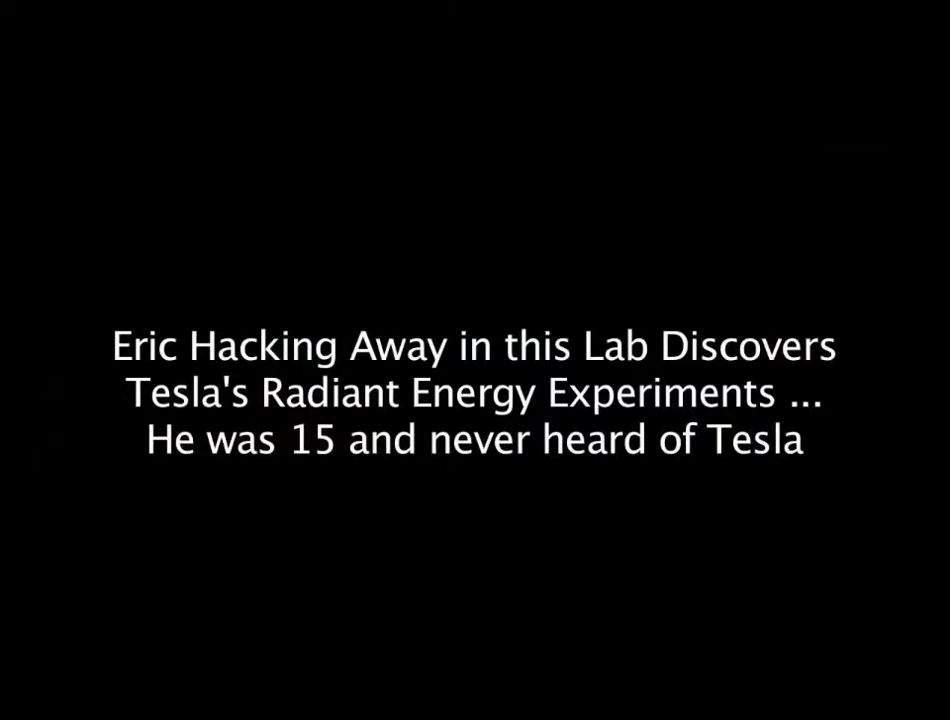 Eric Hacking Away in this Lab Discovers
Tesla's Radiant Energy Experiments ...
He was 15 and never heard of Tesla